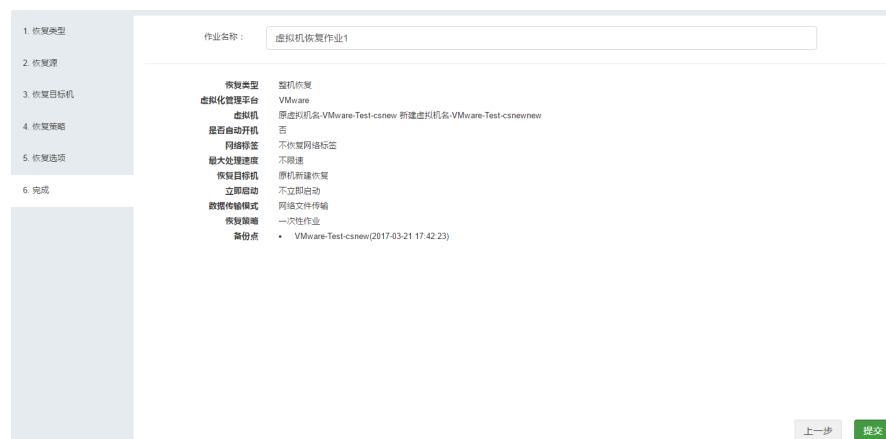 1. 恢复类型
2. 恢复源
3. 恢复目标机
4. 恢复策略
5. 恢复选项
6. 完成
作业名称： 虚拟机恢复作业1
恢复类型 整机恢复
虚拟化管理平台 VMware
虚拟机 原虚拟机名-VMware-Test-csnew 新建虚拟机名-VMware-Test-csnewnew
是否自动开机 否
网络标签 不恢复网络标签
最大处理速度 不限速
恢复目标机 原机新建恢复
立即启动 不立即启动
数据传输模式 网络文件传输
恢复策略 一次性作业
备份点 • VMware-Test-csnew(2017-03-21 17:42:23)
上一步 提交